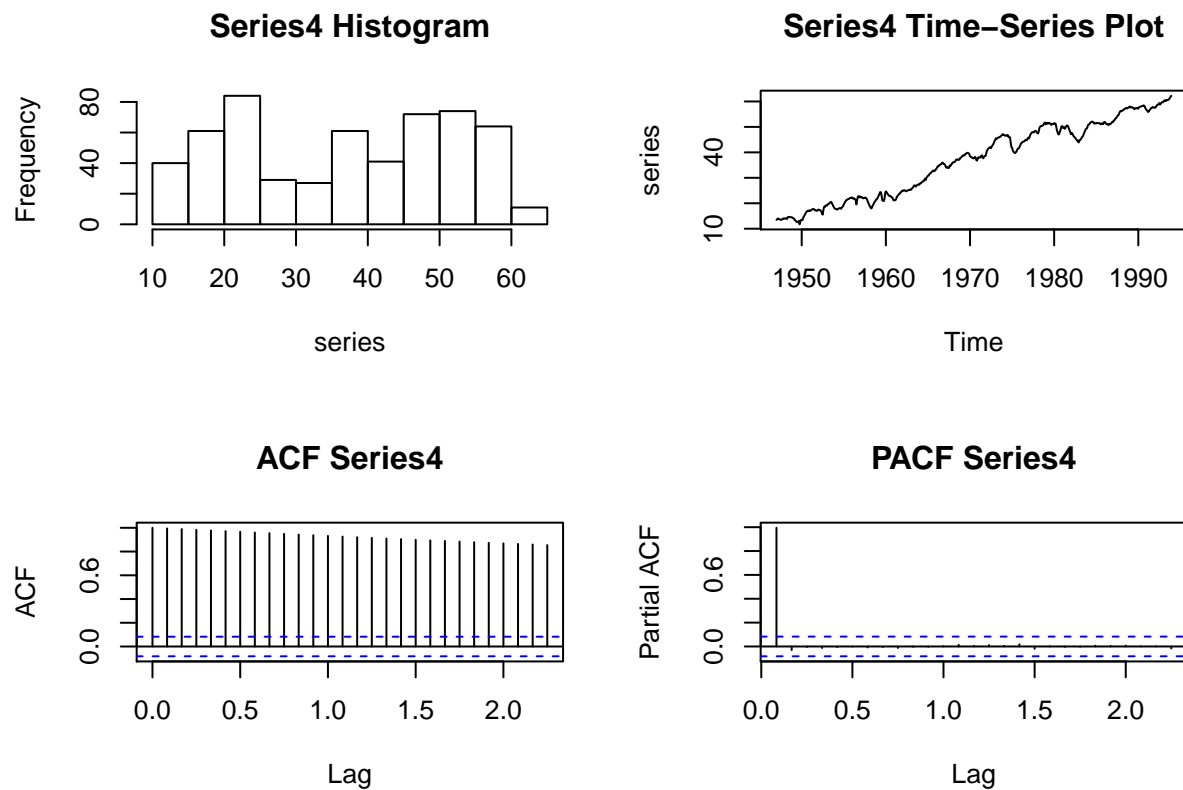 Series4 Histogram
Frequency
0 40 80
10 20 30 40 50 60
series
Series4 Time−Series Plot
series
10 40
1950 1960 1970 1980 1990
Time
ACF Series4
ACF
0.0 0.6
0.0 0.5 1.0 1.5 2.0
Lag
PACF Series4
Partial ACF
0.0 0.6
0.0 0.5 1.0 1.5 2.0
Lag